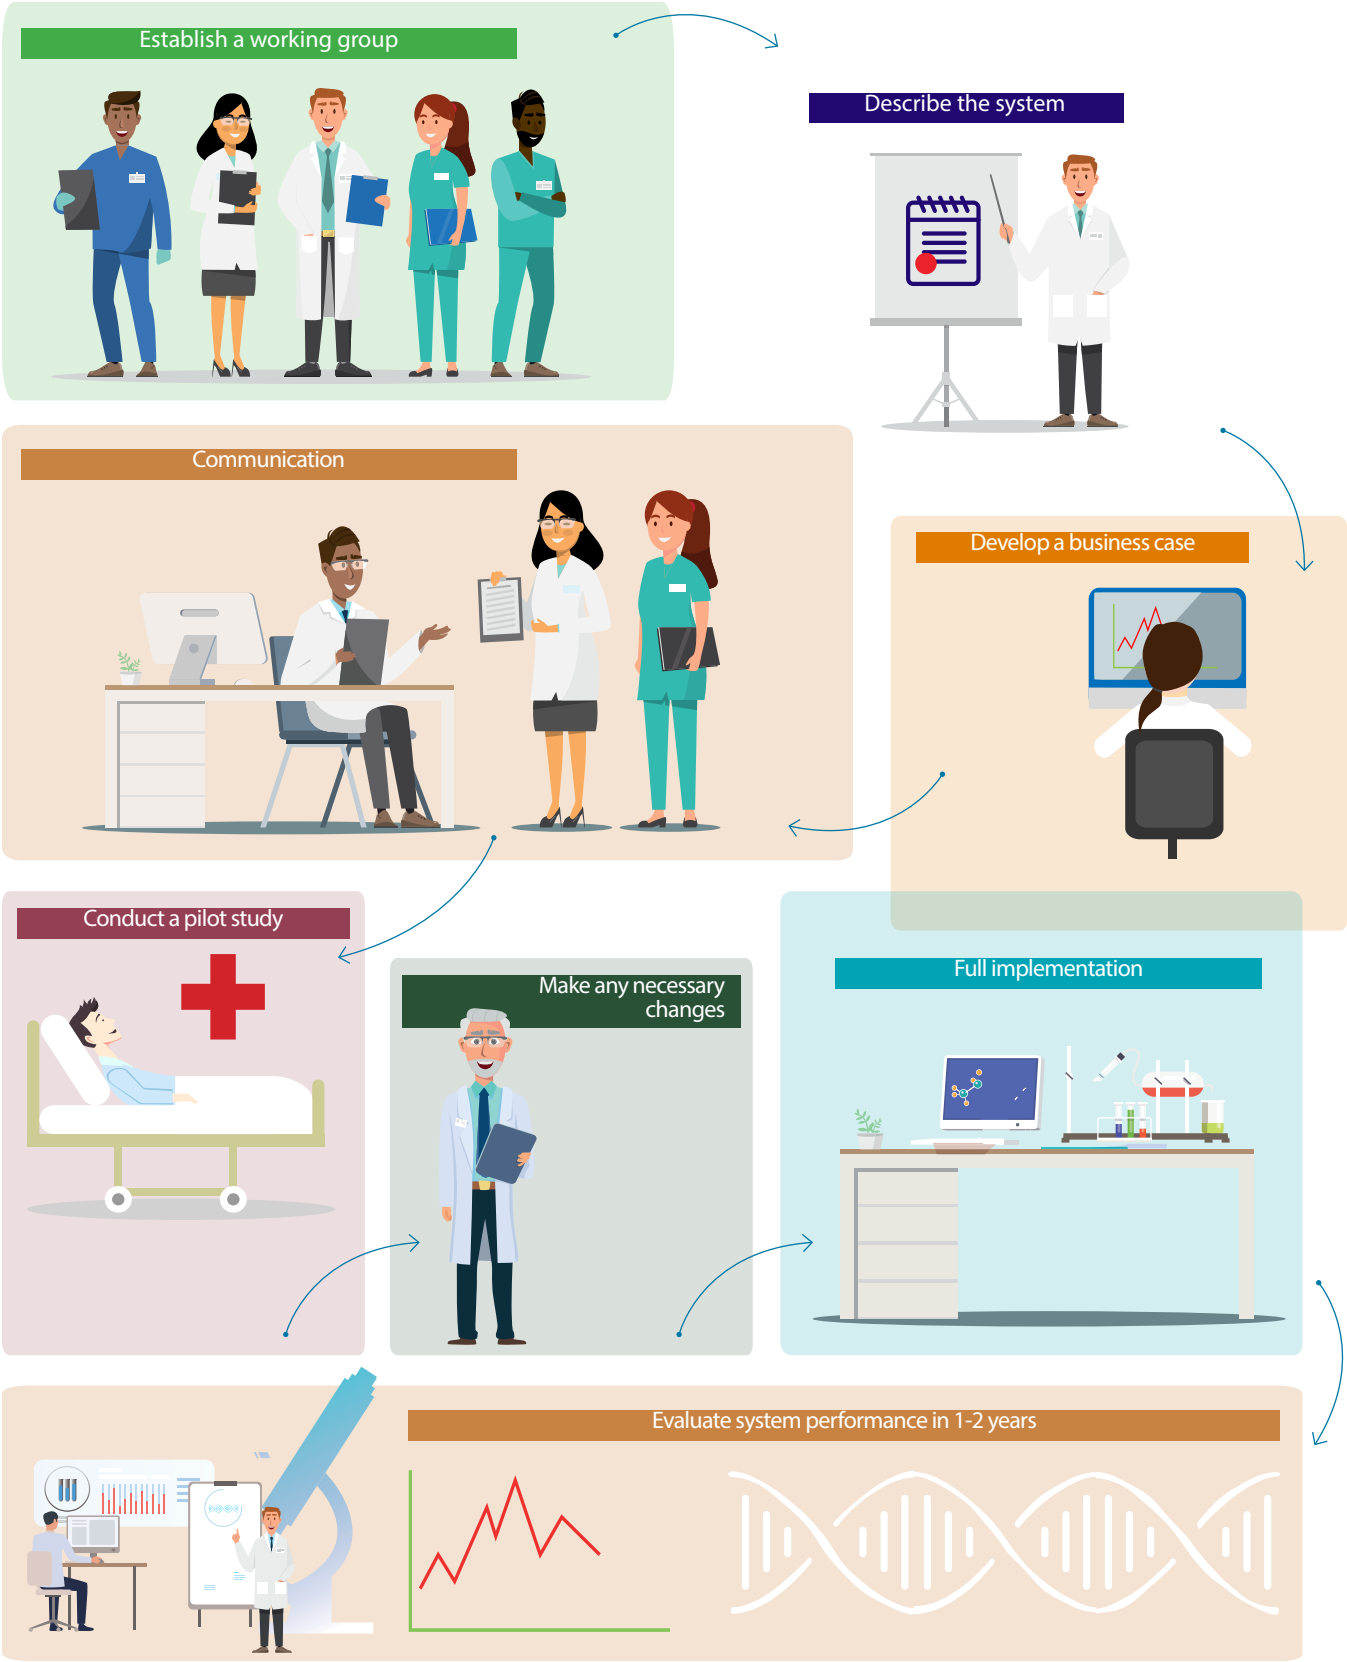 Establish a working group
Describe the system
Develop a business case
Communication
Conduct a pilot study
Make any necessary
changes
Full implementation
Evaluate system performance in 1-2 years